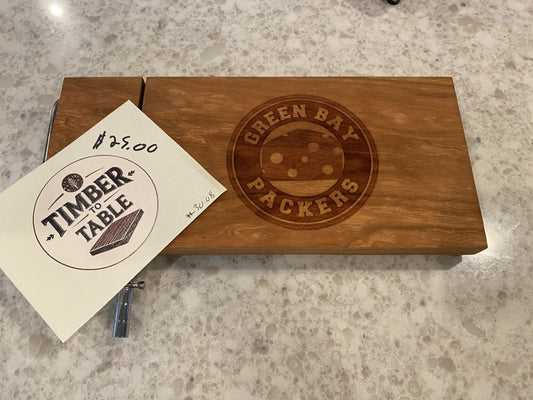 GREEN BAY
PACKERS
$25.00
TIMBER
TO
TABLE